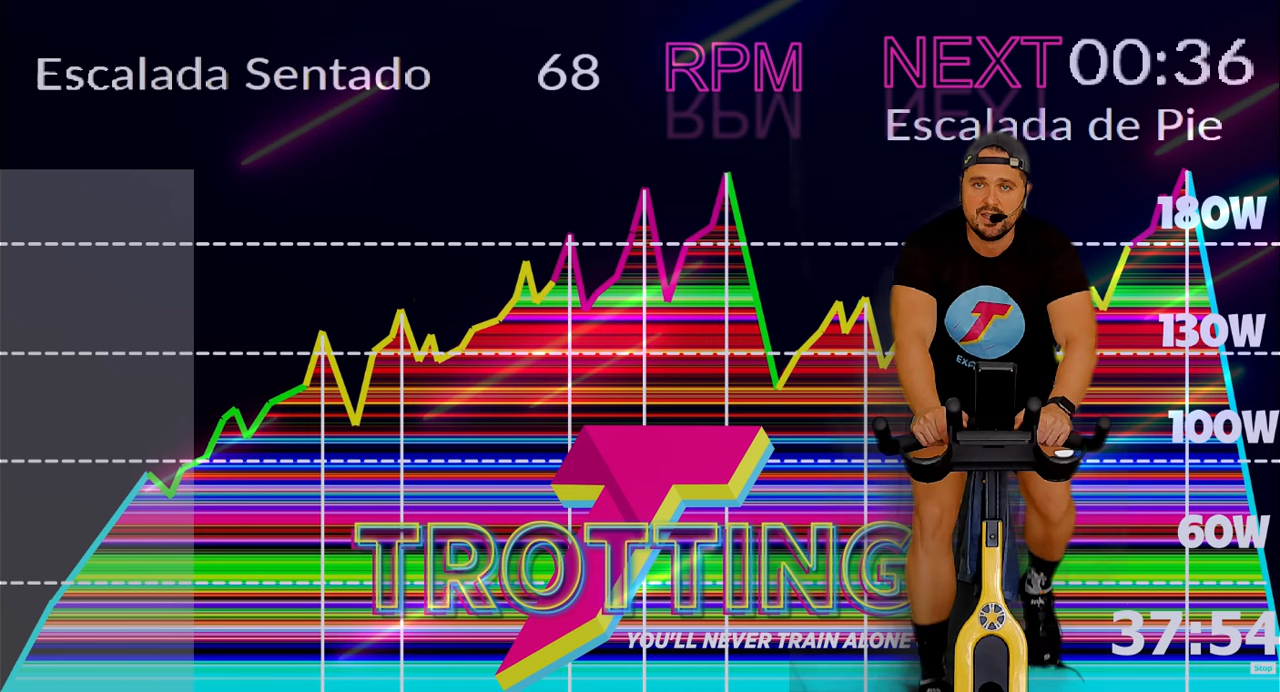 Escalada Sentado 68 RPM NEXT 00:36
Escalada de Pie
180W
130W
100W
60W
T
TROTTING
YOU'LL NEVER TRAIN ALONE
37:54
Stop